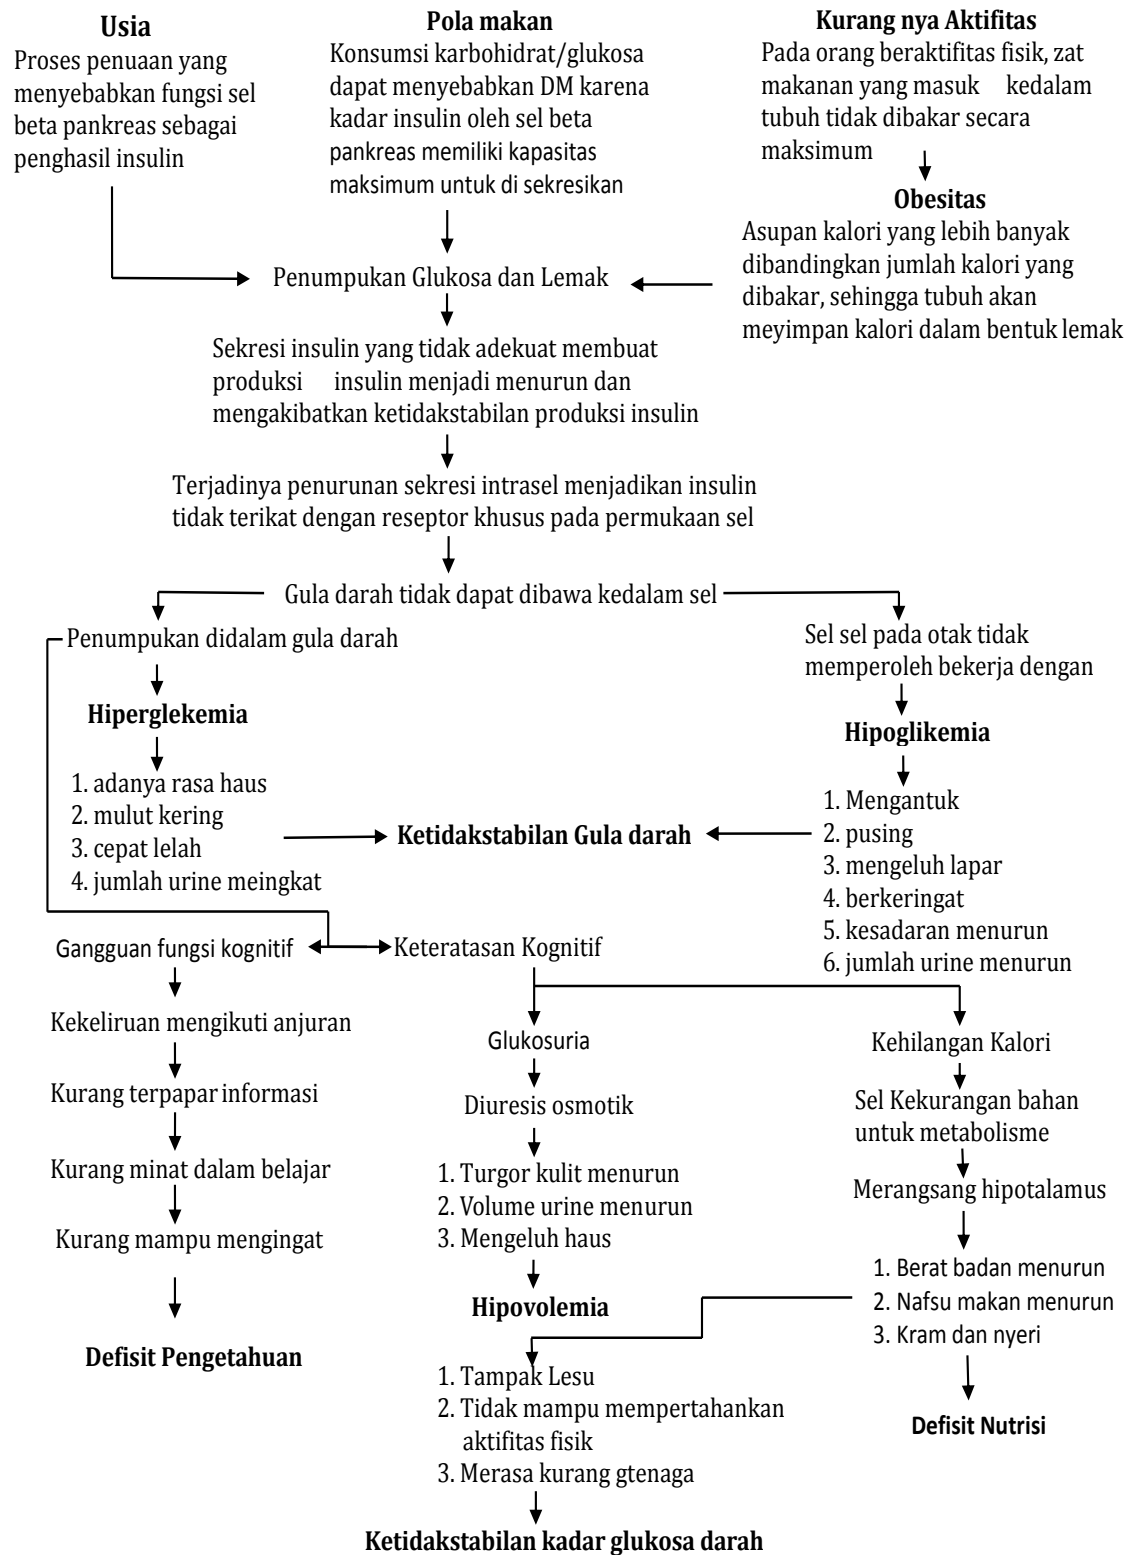 Usia
Proses penuaan yang
menyebabkan fungsi sel
beta pankreas sebagai
penghasil insulin
Pola makan
Konsumsi karbohidrat/glukosa
dapat menyebabkan DM karena
kadar insulin oleh sel beta
pankreas memiliki kapasitas
maksimum untuk di sekresikan
Kurang nya Aktifitas
Pada orang beraktifitas fisik, zat
makanan yang masuk kedalam
tubuh tidak dibakar secara
maksimum
Obesitas
Asupan kalori yang lebih banyak
dibandingkan jumlah kalori yang
dibakar, sehingga tubuh akan
meyimpan kalori dalam bentuk lemak
Penumpukan Glukosa dan Lemak
Sekresi insulin yang tidak adekuat membuat
produksi insulin menjadi menurun dan
mengakibatkan ketidakstabilan produksi insulin
Terjadinya penurunan sekresi intrasel menjadikan insulin
tidak terikat dengan reseptor khusus pada permukaan sel
Gula darah tidak dapat dibawa kedalam sel
Penumpukan didalam gula darah
Hiperglekemia
1. adanya rasa haus
2. mulut kering
3. cepat lelah
4. jumlah urine meingkat
Sel sel pada otak tidak
memperoleh bekerja dengan
Hipoglikemia
1. Mengantuk
2. pusing
3. mengeluh lapar
4. berkeringat
5. kesadaran menurun
6. jumlah urine menurun
Ketidakstabilan Gula darah
Gangguan fungsi kognitif
Keteratasan Kognitif
Kekeliruan mengikuti anjuran
Kurang terpapar informasi
Kurang minat dalam belajar
Kurang mampu mengingat
Defisit Pengetahuan
Glukosuria
Diuresis osmotik
1. Turgor kulit menurun
2. Volume urine menurun
3. Mengeluh haus
Hipovolemia
Kehilangan Kalori
Sel Kekurangan bahan
untuk metabolisme
Merangsang hipotalamus
1. Berat badan menurun
2. Nafsu makan menurun
3. Kram dan nyeri
Defisit Nutrisi
1. Tampak Lesu
2. Tidak mampu mempertahankan
aktifitas fisik
3. Merasa kurang gtenaga
Ketidakstabilan kadar glukosa darah